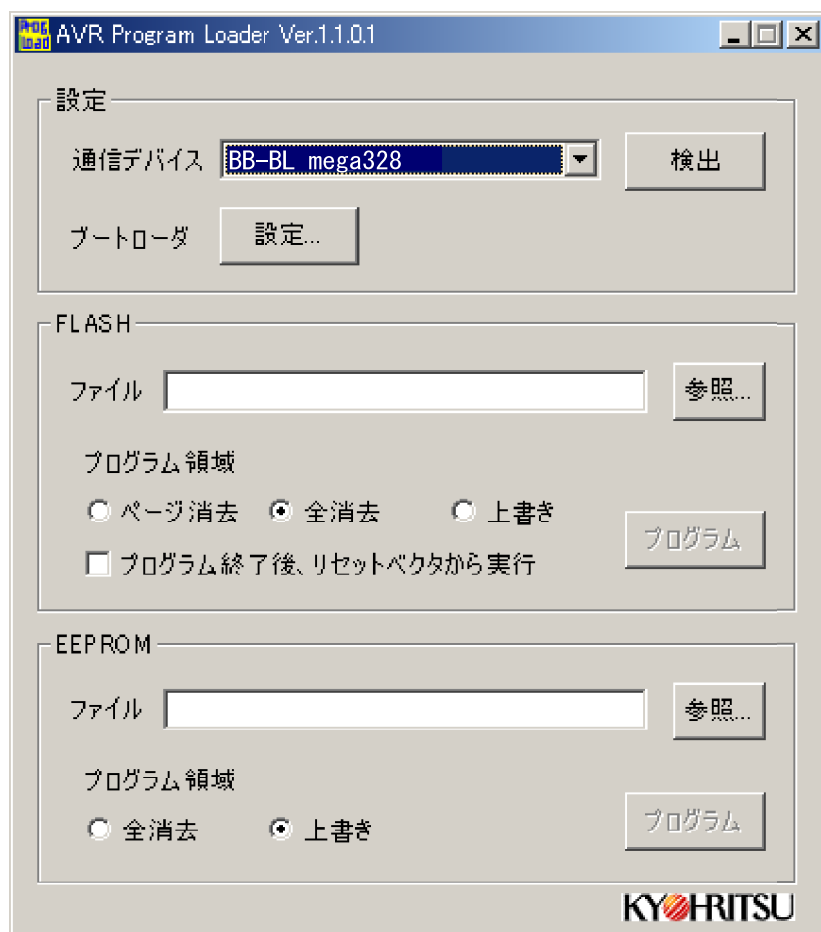 Prog load AVR Program Loader Ver.1.1.0.1
設定
通信デバイス BB-BL mega328 検出
ブートローダ 設定...
FLASH
ファイル 参照...
プログラム領域
ページ消去 全消去 上書き
プログラム
プログラム終了後、リセットベクタから実行
EEPROM
ファイル 参照...
プログラム領域
プログラム
全消去 上書き
KYOHRITSU